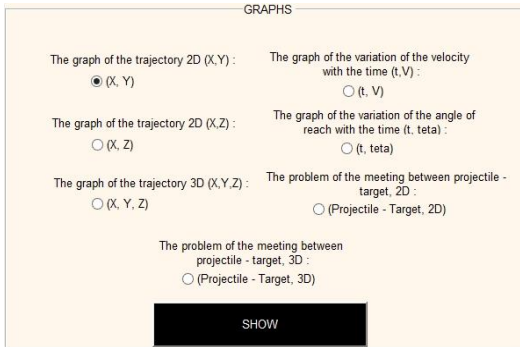 GRAPHS
The graph of the trajectory 2D (X,Y) :
(X, Y)
The graph of the variation of the velocity
with the time (t,V) :
(t, V)
The graph of the trajectory 2D (X,Z) :
(X, Z)
The graph of the variation of the angle of
reach with the time (t, teta) :
(t, teta)
The graph of the trajectory 3D (X,Y,Z) :
(X, Y, Z)
The problem of the meeting between projectile -
target, 2D :
(Projectile - Target, 2D)
The problem of the meeting between
projectile - target, 3D :
(Projectile - Target, 3D)
SHOW